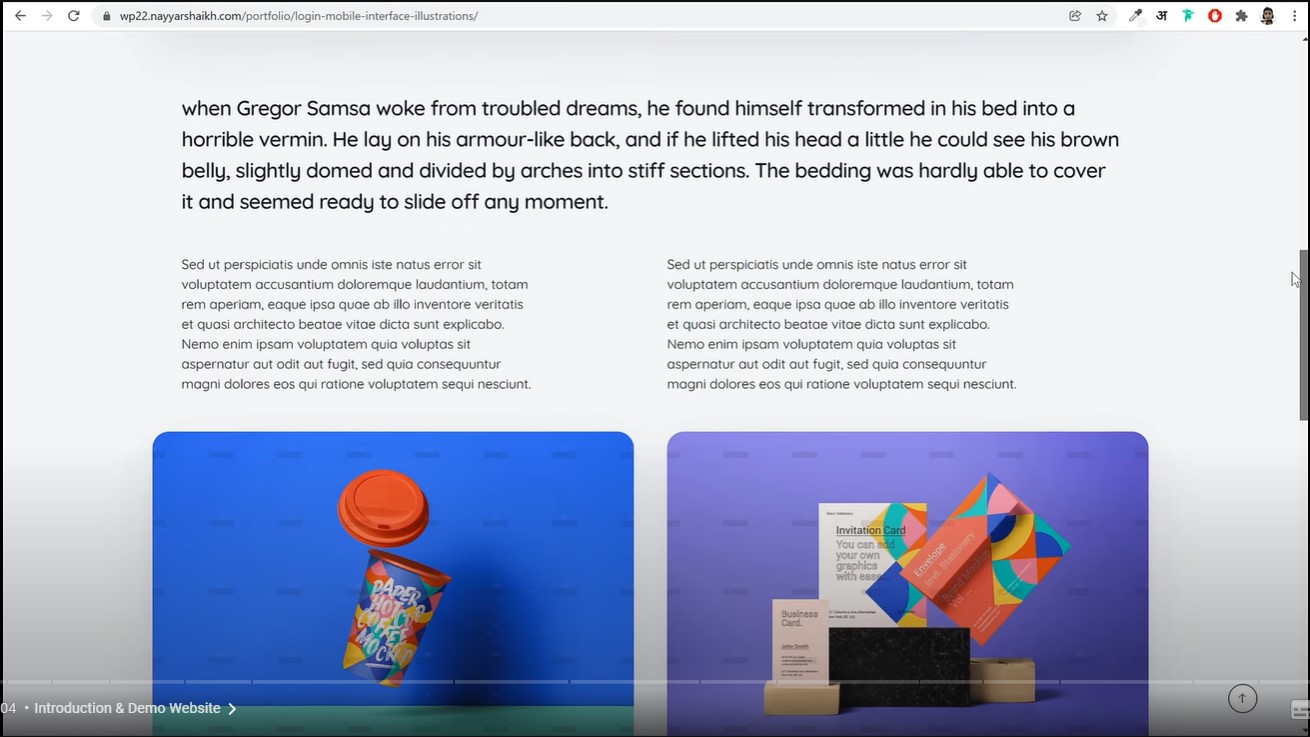 wp22.nayyarshaikh.com/portfolio/login-mobile-interface-illustrations/
अ
when Gregor Samsa woke from troubled dreams, he found himself transformed in his bed into a
horrible vermin. He lay on his armour-like back, and if he lifted his head a little he could see his brown
belly, slightly domed and divided by arches into stiff sections. The bedding was hardly able to cover
it and seemed ready to slide off any moment.
Sed ut perspiciatis unde omnis iste natus error sit
voluptatem accusantium doloremque laudantium, totam
rem aperiam, eaque ipsa quae ab illo inventore veritatis
et quasi architecto beatae vitae dicta sunt explicabo.
Nemo enim ipsam voluptatem quia voluptas sit
aspernatur aut odit aut fugit, sed quia consequuntur
magni dolores eos qui ratione voluptatem sequi nesciunt.
Sed ut perspiciatis unde omnis iste natus error sit
voluptatem accusantium doloremque laudantium, totam
rem aperiam, eaque ipsa quae ab illo inventore veritatis
et quasi architecto beatae vitae dicta sunt explicabo.
Nemo enim ipsam voluptatem quia voluptas sit
aspernatur aut odit aut fugit, sed quia consequuntur
magni dolores eos qui ratione voluptatem sequi nesciunt.
PAPER
HOT
COFFEE
Invitation Card
You can add
your own
graphics
with ease
Envelope
Invt. Stationery
Brand Mockup
Vol
Business
Card.
John Smith
04 • Introduction & Demo Website